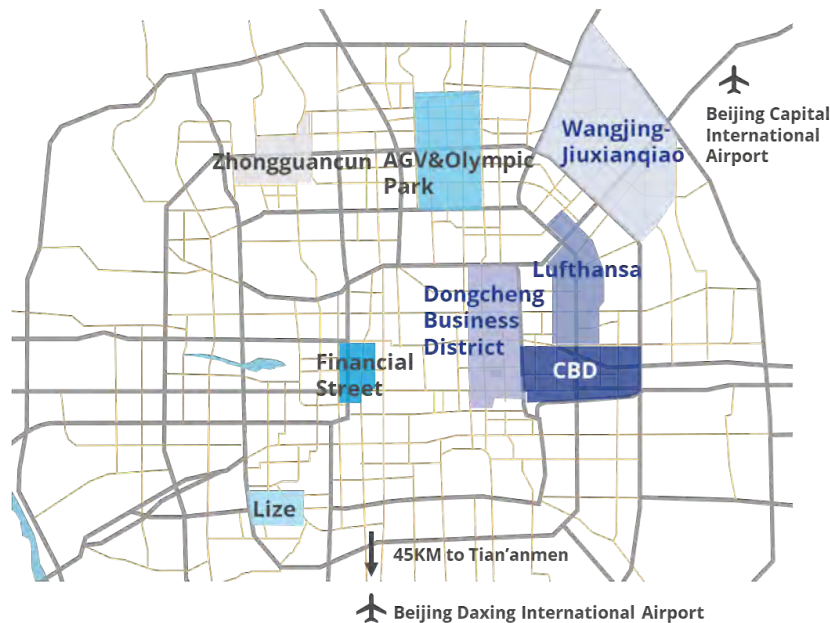 Wangjing-
Jiuxianqiao
Beijing Capital
International
Airport
Zhongguancun
AGV&Olympic
Park
Lufthansa
Dongcheng
Business
District
Financial
Street
CBD
Lize
45KM to Tian’anmen
Beijing Daxing International Airport